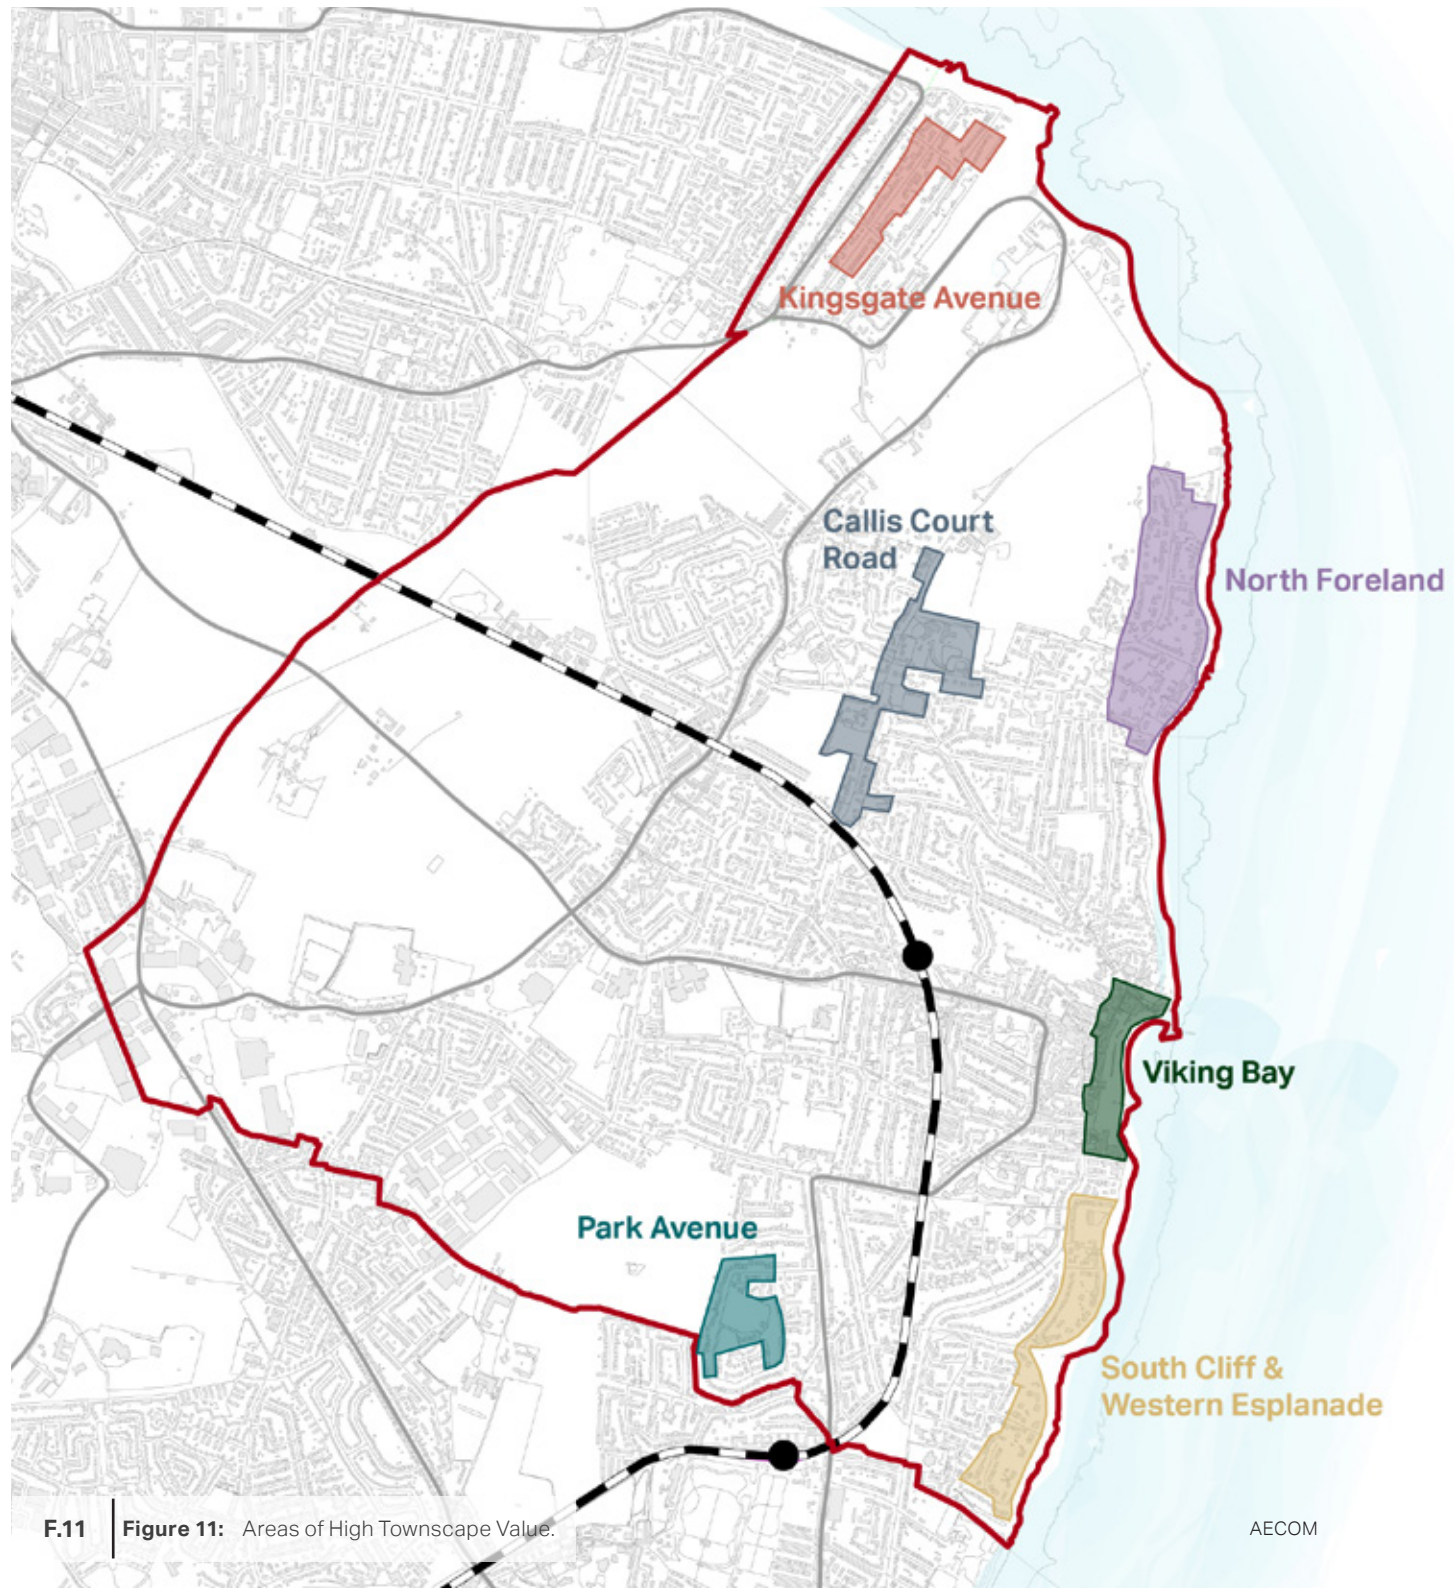 Kingsgate Avenue
Callis Court
Road
North Foreland
Viking Bay
Park Avenue
South Cliff &
Western Esplanade
F.11 Figure 11: Areas of High Townscape Value. AECOM